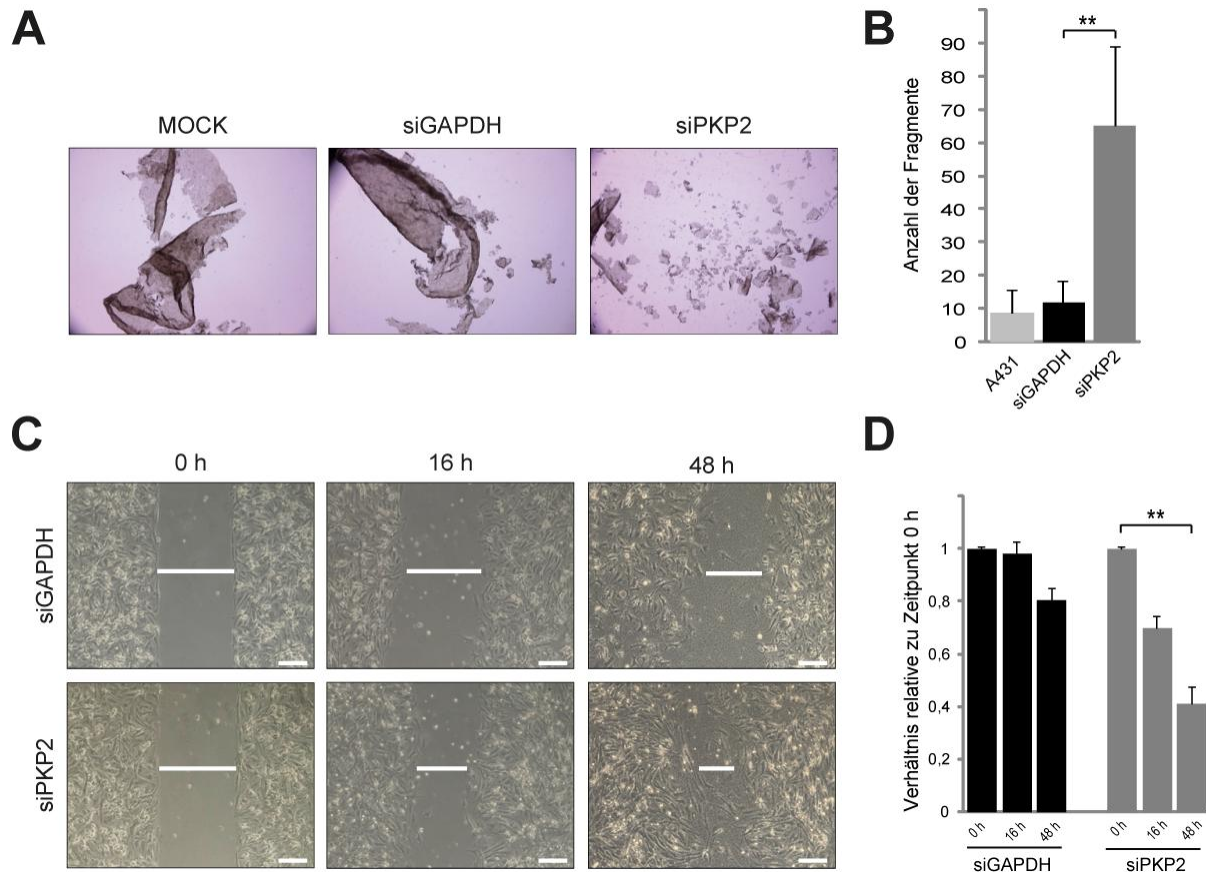 A
MOCK
siGAPDH
siPKP2
B
**
Anzahl der Fragmente
90
80
70
60
50
40
30
20
10
0
A431
siGAPDH
siPKP2
C
0 h
16 h
48 h
siGAPDH
siPKP2
D
**
Verhältnis relative zu Zeitpunkt 0 h
1
0,8
0,6
0,4
0,2
0
0 h
16 h
48 h
0 h
16 h
48 h
siGAPDH
siPKP2